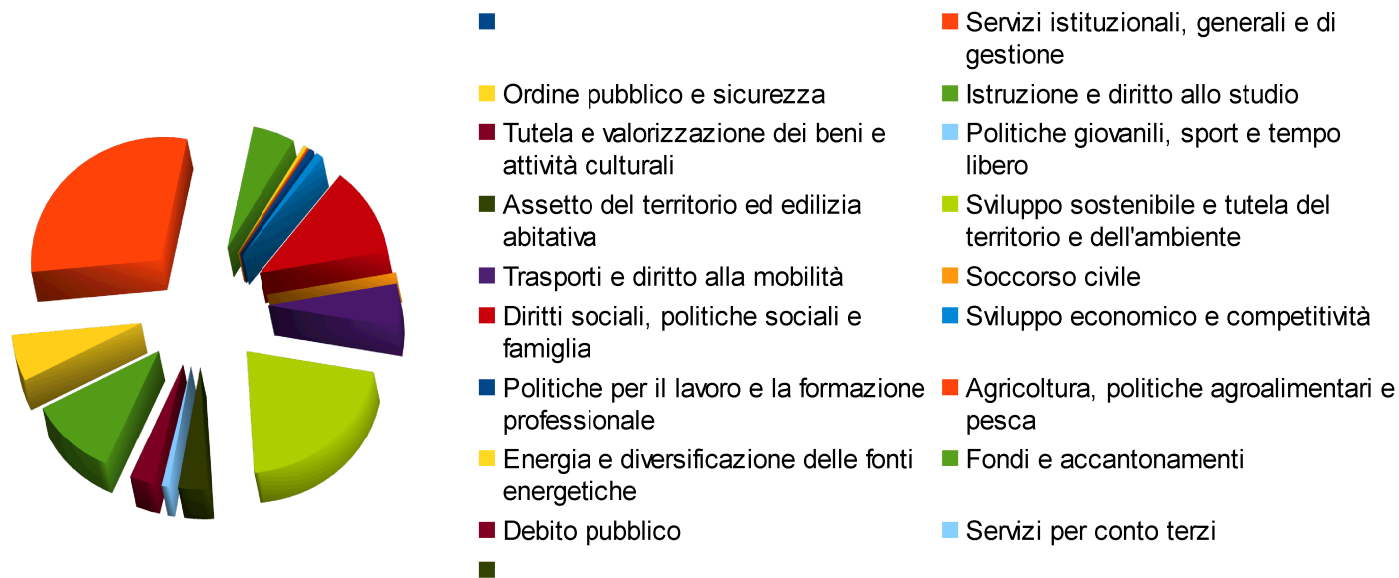 Servizi istituzionali, generali e di
gestione
Ordine pubblico e sicurezza
Istruzione e diritto allo studio
Tutela e valorizzazione dei beni e
attività culturali
Politiche giovanili, sport e tempo
libero
Assetto del territorio ed edilizia
abitativa
Sviluppo sostenibile e tutela del
territorio e dell'ambiente
Trasporti e diritto alla mobilità
Soccorso civile
Diritti sociali, politiche sociali e
famiglia
Sviluppo economico e competitività
Politiche per il lavoro e la formazione
professionale
Agricoltura, politiche agroalimentari e
pesca
Energia e diversificazione delle fonti
energetiche
Fondi e accantonamenti
Debito pubblico
Servizi per conto terzi